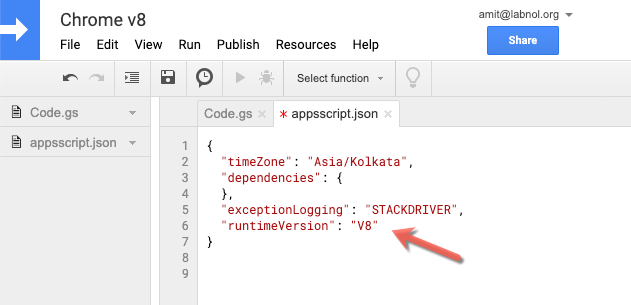 Chrome v8
amit@labnol.org
File Edit View Run Publish Resources Help
Share
Select function
Code.gs
appsscript.json
Code.gs × * appsscript.json ×
1 {
2 "timeZone": "Asia/Kolkata",
3 "dependencies": {
4 },
5 "exceptionLogging": "STACKDRIVER",
6 "runtimeVersion": "V8"
7 }
8
9